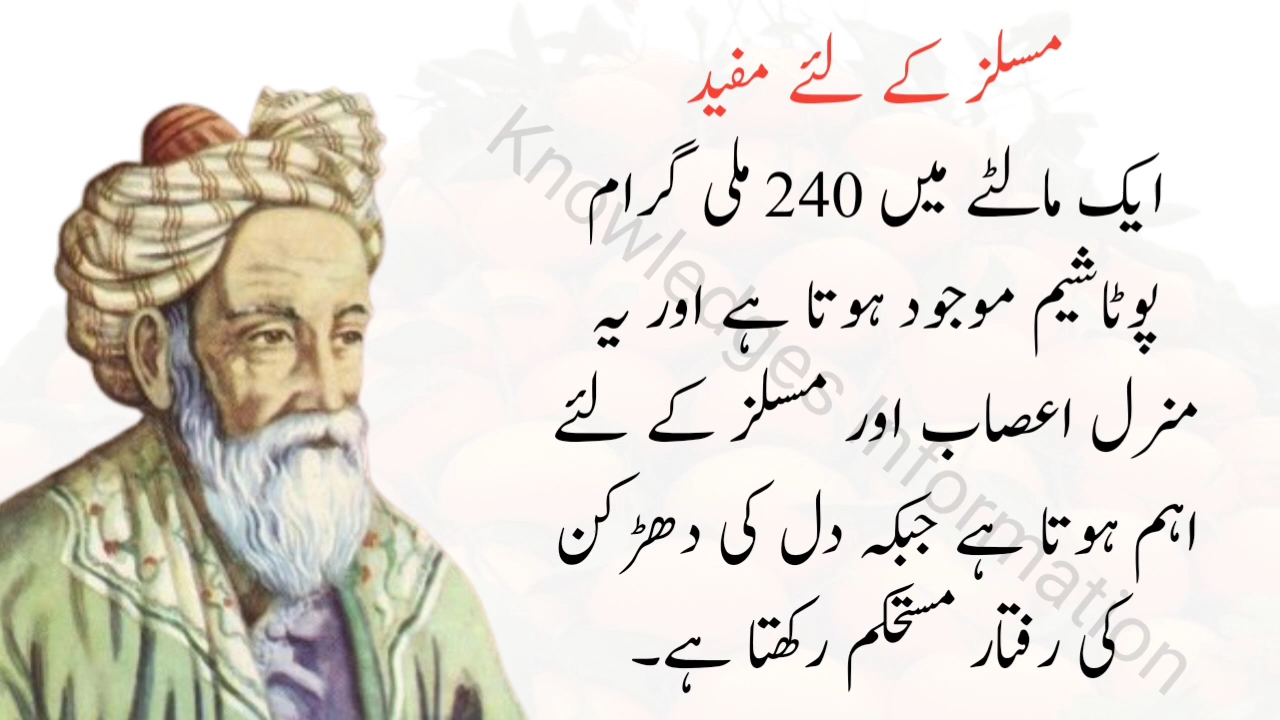 مسلز کے لئے مفید
ایک مالٹے میں 240 ملی گرام
پوٹاشیم موجود ہوتا ہے اور یہ
منرل اعصاب اور مسلز کے لئے
اہم ہوتا ہے جبکہ دل کی دھڑکن
کی رفتار مستحکم رکھتا ہے۔
Knowledges Information